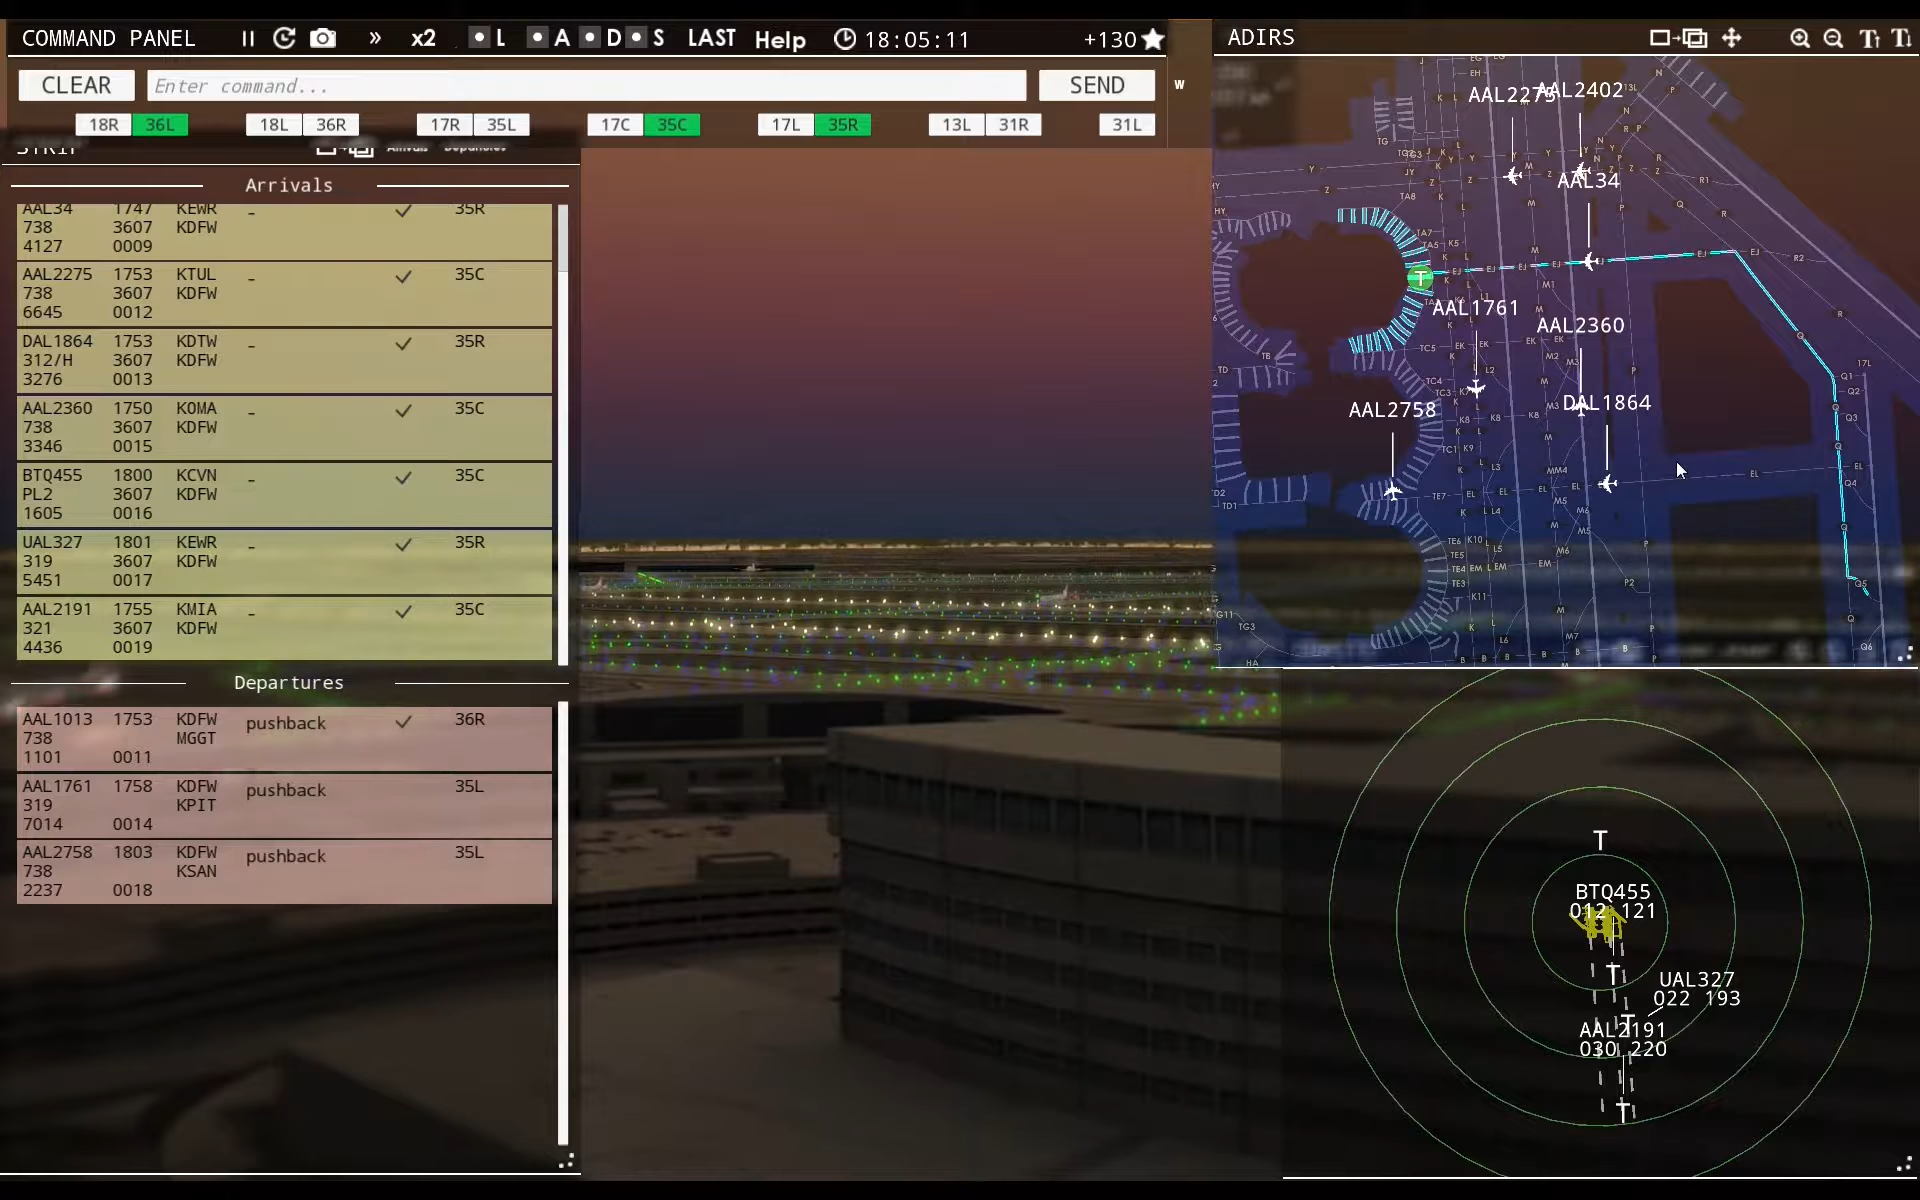 COMMAND PANEL
x2
L A D S LAST Help
18:05:11
+130
CLEAR
Enter command...
SEND
W
18R 36L 18L 36R 17R 35L 17C 35C 17L 35R 13L 31R 31L
STRIP
Arrivals
AAL34 1747 KEWR - 35R
738 3607 KDFW
4127 0009
AAL2275 1753 KTUL - 35C
738 3607 KDFW
6645 0012
DAL1864 1753 KDTW - 35R
312/H 3607 KDFW
3276 0013
AAL2360 1750 KOMA - 35C
738 3607 KDFW
3346 0015
BTQ455 1800 KCVN - 35C
PL2 3607 KDFW
1605 0016
UAL327 1801 KEWR - 35R
319 3607 KDFW
5451 0017
AAL2191 1755 KMIA - 35C
321 3607 KDFW
4436 0019
Departures
AAL1013 1753 KDFW pushback 36R
738 MGGT
1101 0011
AAL1761 1758 KDFW pushback 35L
319 KPIT
7014 0014
AAL2758 1803 KDFW pushback 35L
738 KSAN
2237 0018
ADIRS
AAL2275
AAL2402
AAL34
AAL1761
AAL2360
AAL2758
DAL1864
T
T
BTQ455
012 121
T
UAL327
022 193
T
AAL2191
030 220
T